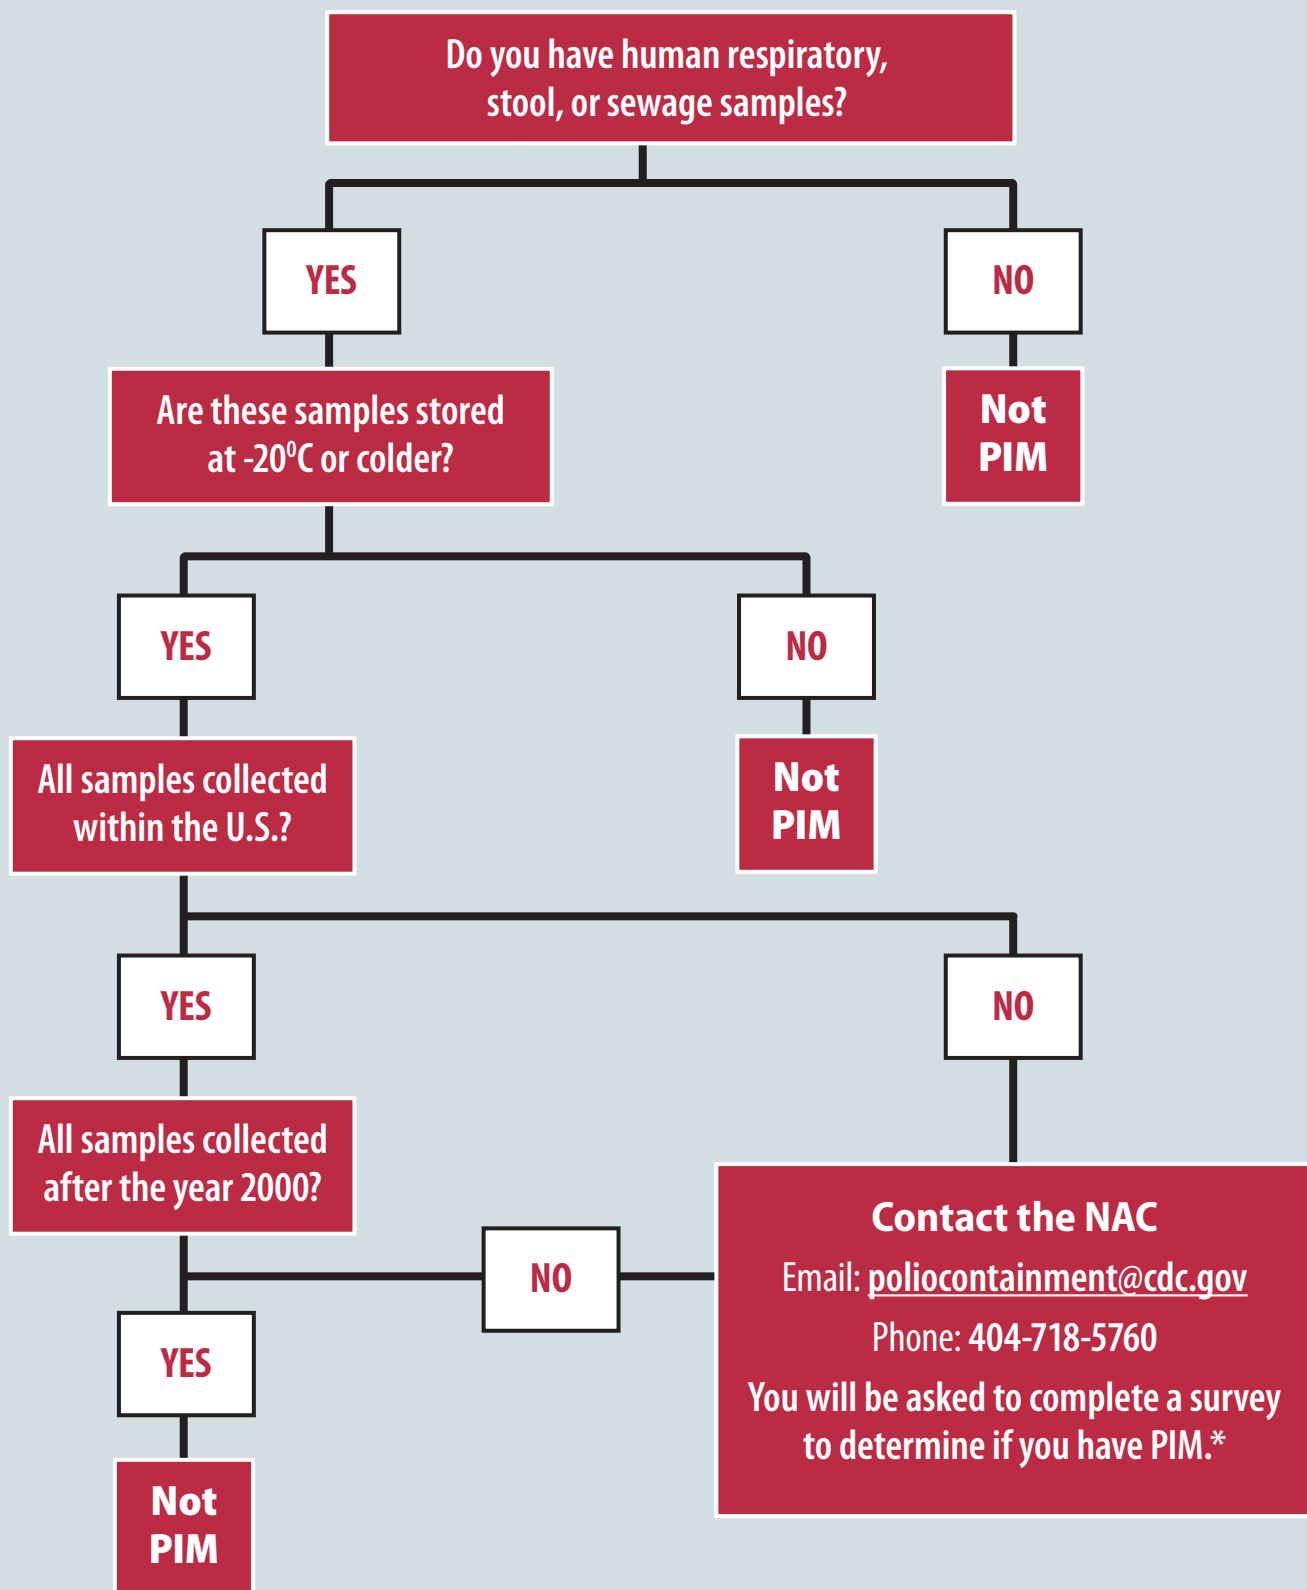 Do you have human respiratory,
stool, or sewage samples?
YES
NO
Are these samples stored
at -20⁰C or colder?
Not
PIM
YES
NO
All samples collected
within the U.S.?
Not
PIM
YES
NO
All samples collected
after the year 2000?
Contact the NAC
Email: poliocontainment@cdc.gov
Phone: 404-718-5760
You will be asked to complete a survey
to determine if you have PIM.*
NO
YES
Not
PIM